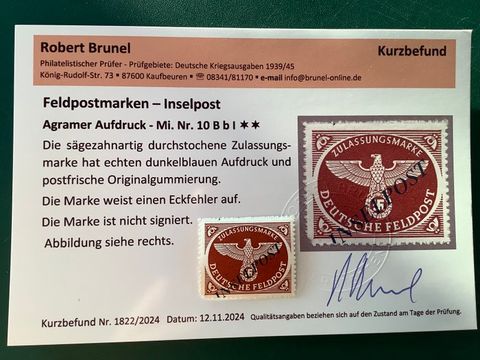 Robert Brunel
Kurzbefund
Philatelistischer Prüfer - Prüfgebiete: Deutsche Kriegsausgaben 1939/45
König-Rudolf-Str. 73 ▪ 87600 Kaufbeuren ▪ ☏ 08341/81170 ▪ e-mail info@brunel-online.de
Feldpostmarken – Inselpost
Agramer Aufdruck - Mi. Nr. 10 B b I ✶✶
Die sägezahnartig durchstochene Zulassungs-
marke hat echten dunkelblauen Aufdruck und
postfrische Originalgummierung.
Die Marke weist einen Eckfehler auf.
Die Marke ist nicht signiert.
Abbildung siehe rechts.
ZULASSUNGSMARKE
INSELPOST
DEUTSCHE FELDPOST
ZULASSUNGSMARKE
INSELPOST
DEUTSCHE FELDPOST
Kurzbefund Nr. 1822/2024 Datum: 12.11.2024 Qualitätsangaben beziehen sich auf den Zustand am Tage der Prüfung.